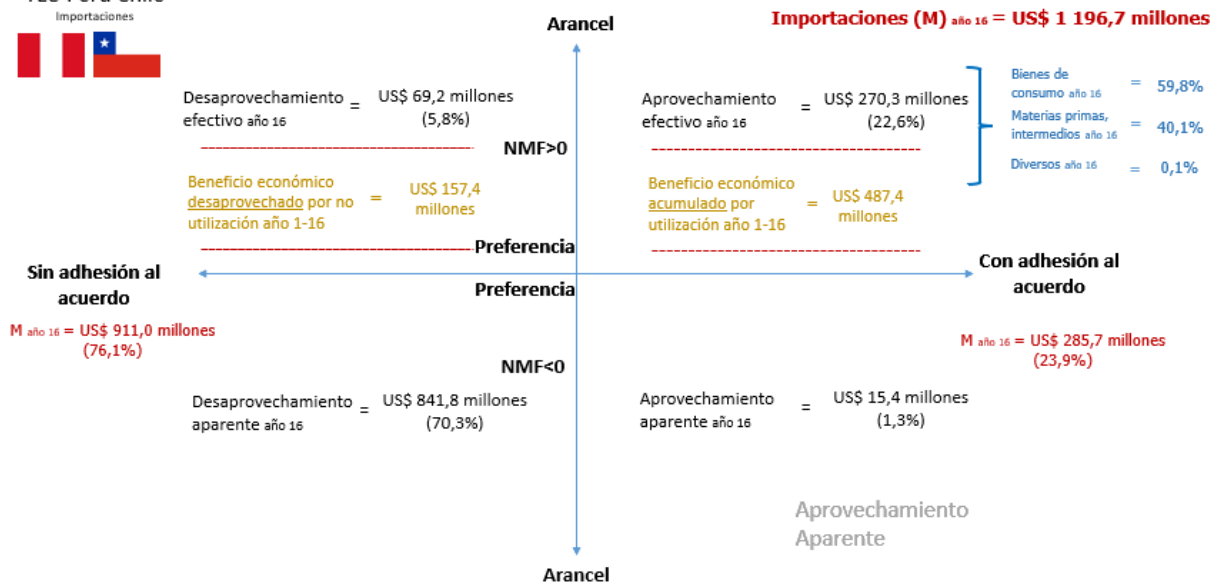 TLC Perú Chile
Importaciones
Arancel
Importaciones (M) año 16 = US$ 1 196,7 millones
Desaprovechamiento
efectivo año 16
=
US$ 69,2 millones
(5,8%)
NMF>0
Aprovechamiento
efectivo año 16
=
US$ 270,3 millones
(22,6%)
Bienes de
consumo año 16
= 59,8%
Materias primas,
intermedios año 16
= 40,1%
Diversos año 16
= 0,1%
Beneficio económico
desaprovechado por no
utilización año 1-16
=
US$ 157,4
millones
Beneficio económico
acumulado por
utilización año 1-16
=
US$ 487,4
millones
Preferencia
Sin adhesión al
acuerdo
Preferencia
Con adhesión al
acuerdo
M año 16 = US$ 911,0 millones
(76,1%)
M año 16 = US$ 285,7 millones
(23,9%)
NMF<0
Desaprovechamiento
aparente año 16
=
US$ 841,8 millones
(70,3%)
Aprovechamiento
aparente año 16
=
US$ 15,4 millones
(1,3%)
Aprovechamiento
Aparente
Arancel